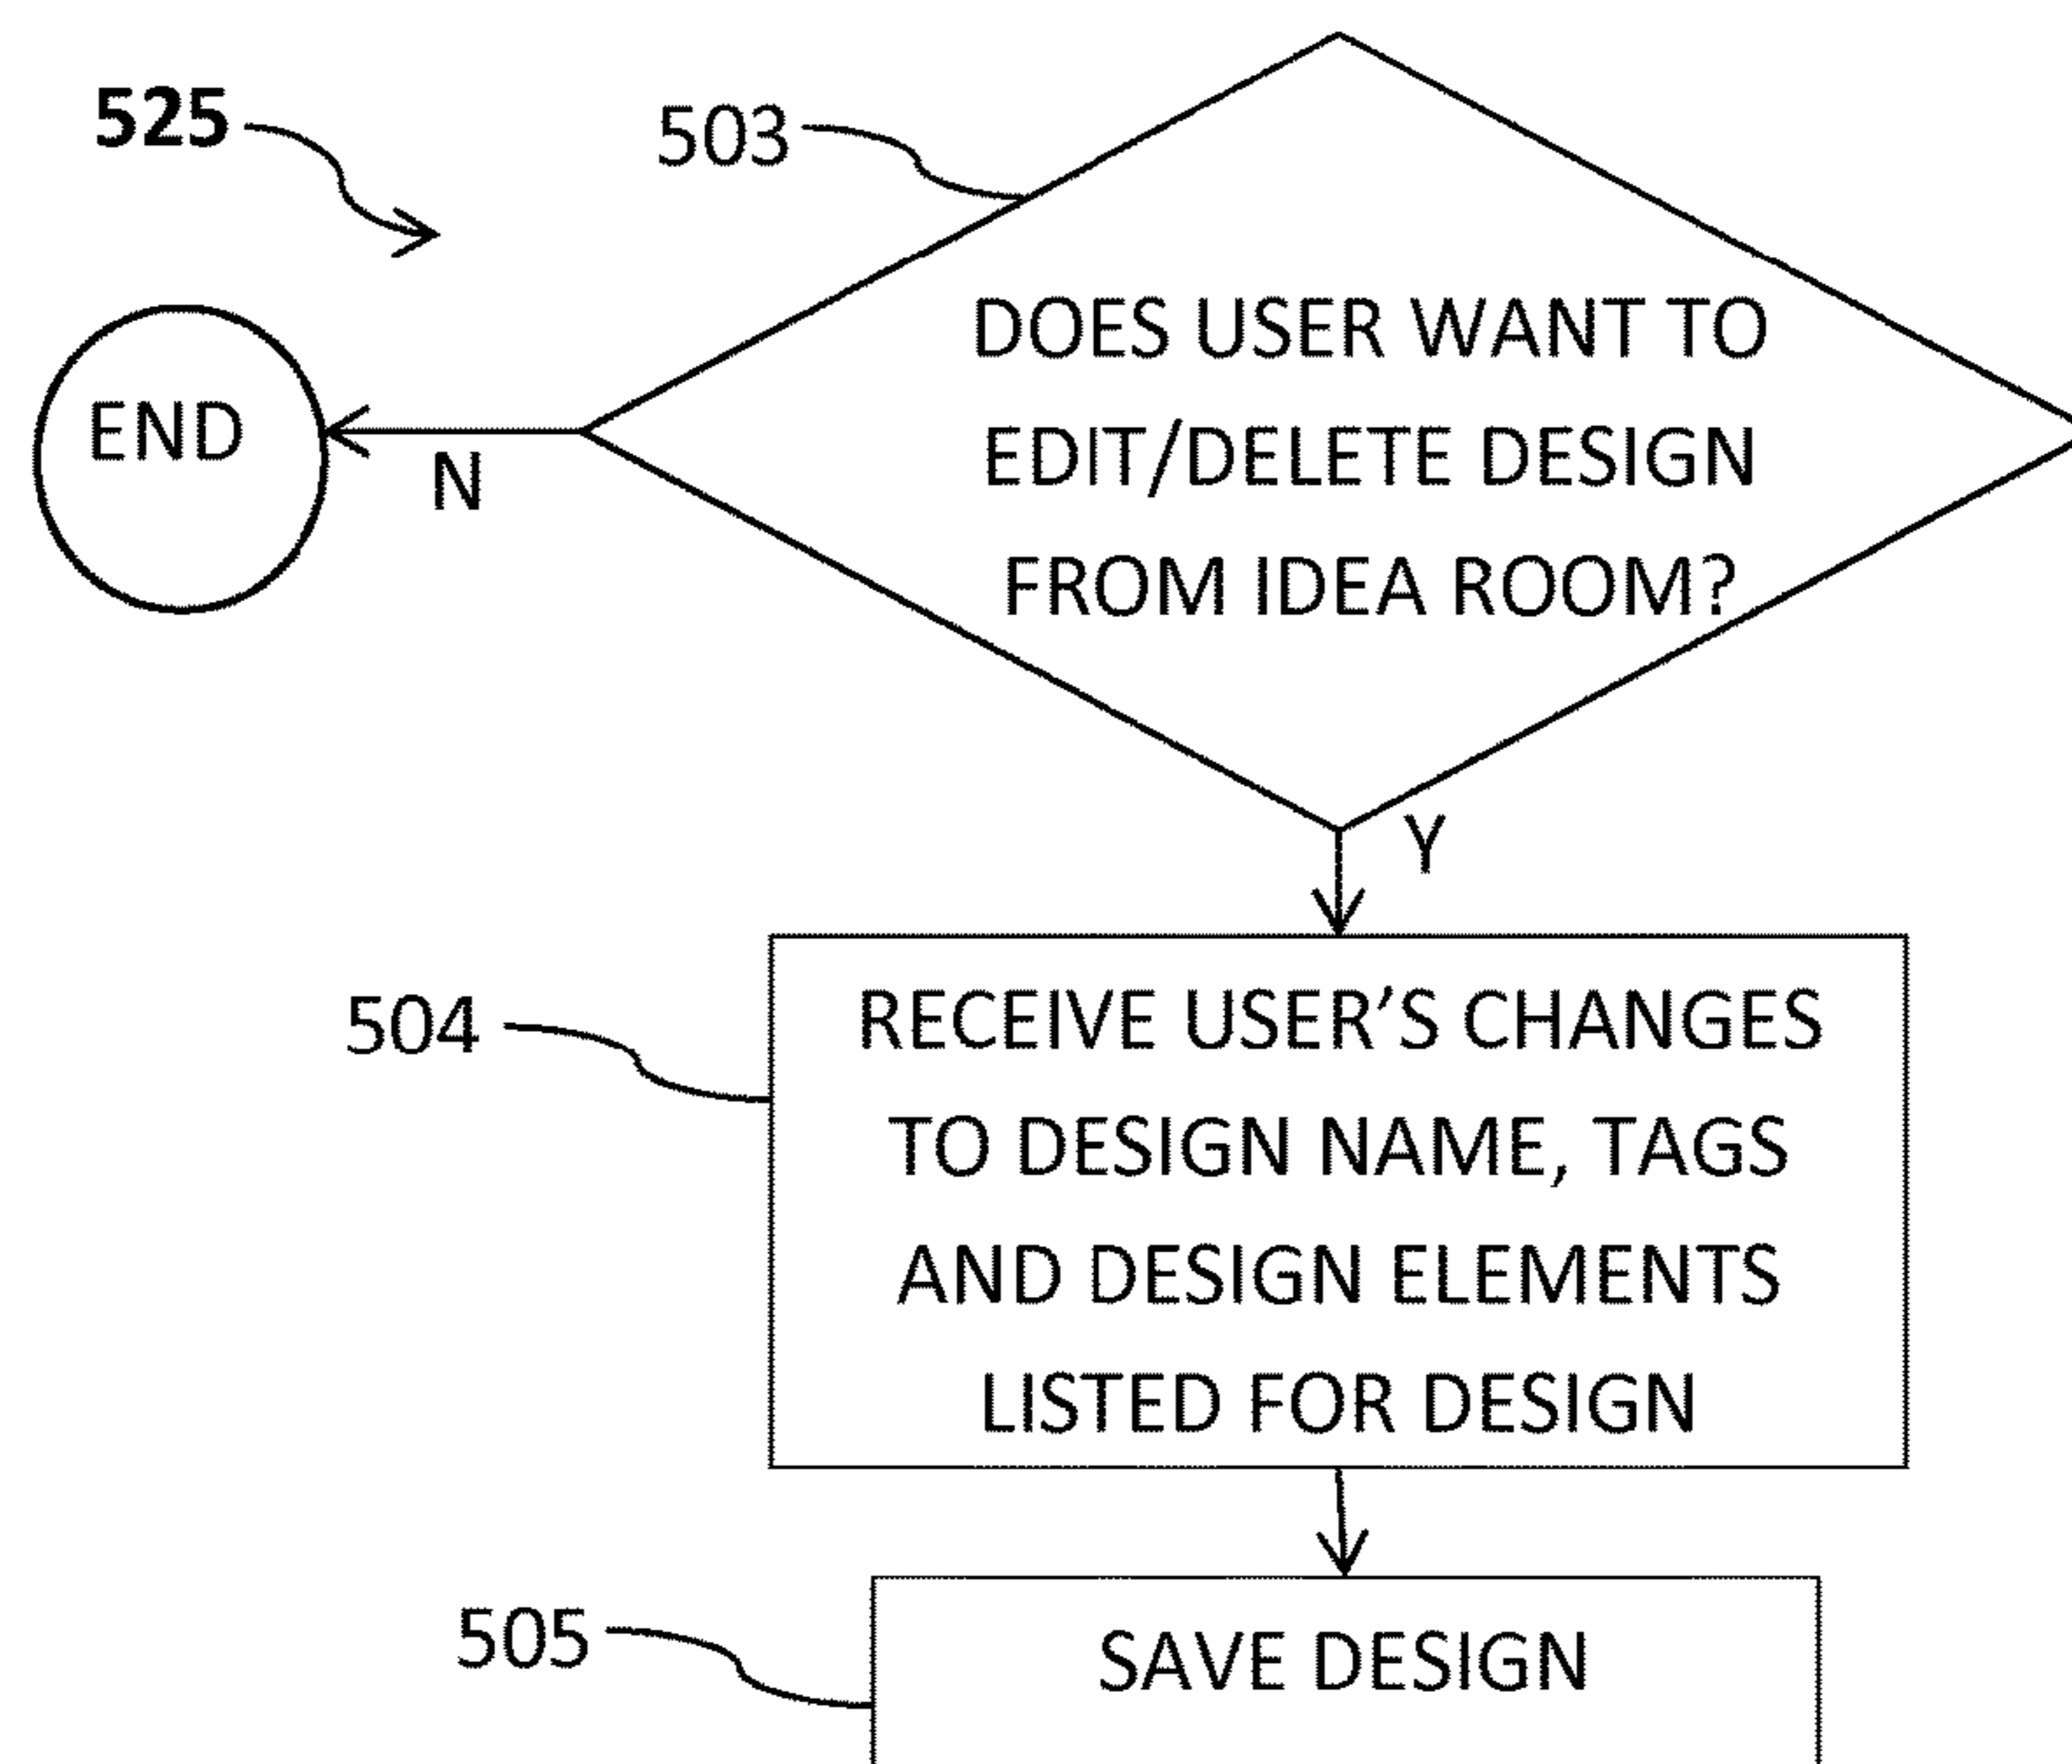 525
503
DOES USER WANT TO
EDIT/DELETE DESIGN
FROM IDEA ROOM?
END
N
Y
504
RECEIVE USER’S CHANGES
TO DESIGN NAME, TAGS
AND DESIGN ELEMENTS
LISTED FOR DESIGN
505
SAVE DESIGN